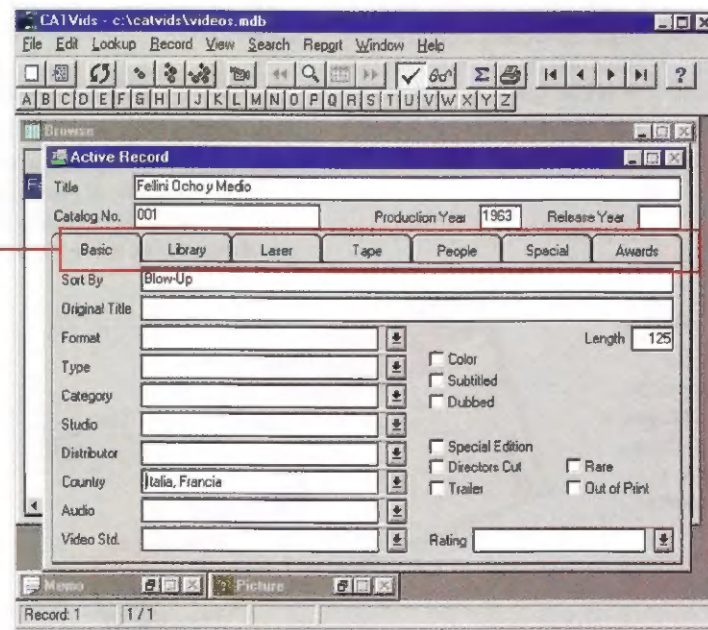 CATVids - c:\catvids\videos.mdb
File Edit Lookup Record View Search Report Window Help
A B C D E F G H I J K L M N O P Q R S T U V W X Y Z
Browse
Active Record
Title Fellini Ocho y Medio
Catalog No. 001 Production Year 1963 Release Year
Basic Library Laser Tape People Special Awards
Sort By Blow-Up
Original Title
Format Length 125
Type Color
Subtitled
Category Dubbed
Studio
Distributor Special Edition
Directors Cut Rare
Country Italia, Francia
Trailer Out of Print
Audio
Video Std. Rating
Memo Picture
Record: 1 1 / 1